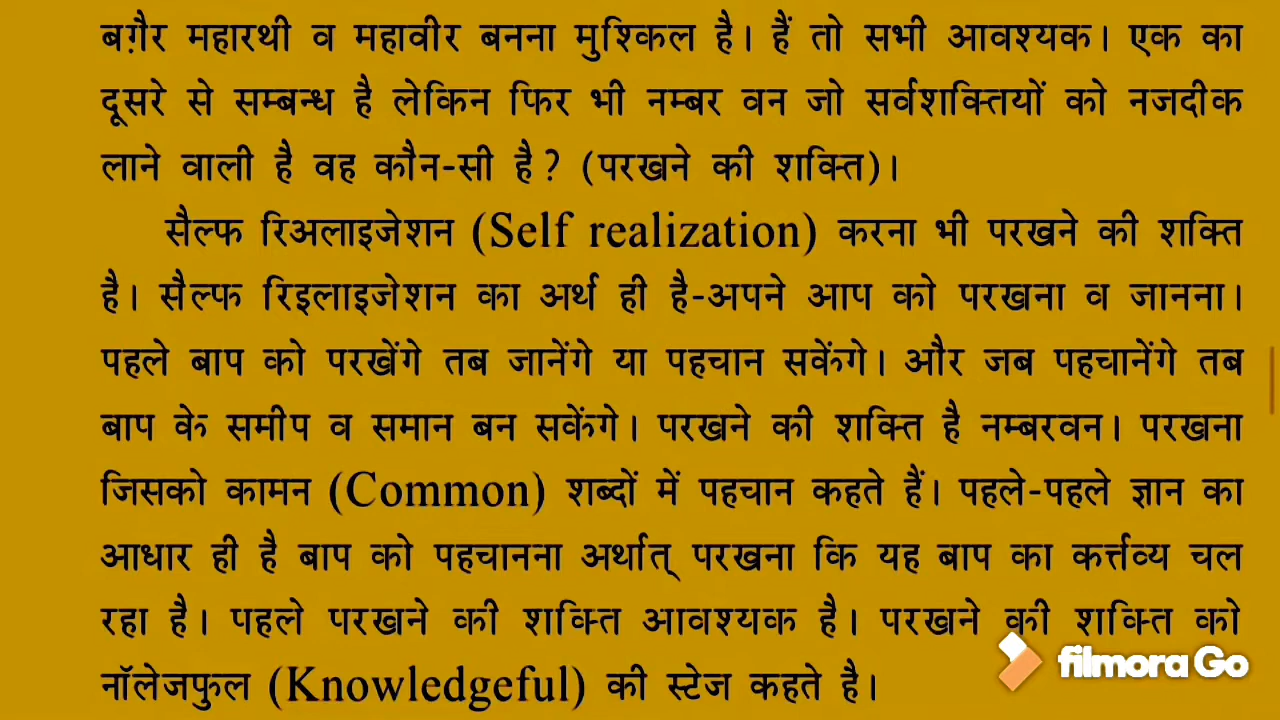 बग़ैर महारथी व महावीर बनना मुश्किल है। हैं तो सभी आवश्यक। एक का
दूसरे से सम्बन्ध है लेकिन फिर भी नम्बर वन जो सर्वशक्तियों को नजदीक
लाने वाली है वह कौन-सी है? (परखने की शक्ति)।
सैल्फ रिअलाइजेशन (Self realization) करना भी परखने की शक्ति
है। सैल्फ रिइलाइजेशन का अर्थ ही है-अपने आप को परखना व जानना।
पहले बाप को परखेंगे तब जानेंगे या पहचान सकेंगे। और जब पहचानेंगे तब
बाप के समीप व समान बन सकेंगे। परखने की शक्ति है नम्बरवन। परखना
जिसको कामन (Common) शब्दों में पहचान कहते हैं। पहले-पहले ज्ञान का
आधार ही है बाप को पहचानना अर्थात् परखना कि यह बाप का कर्त्तव्य चल
रहा है। पहले परखने की शक्ति आवश्यक है। परखने की शक्ति को
नॉलेजफुल (Knowledgeful) की स्टेज कहते है।
filmora Go